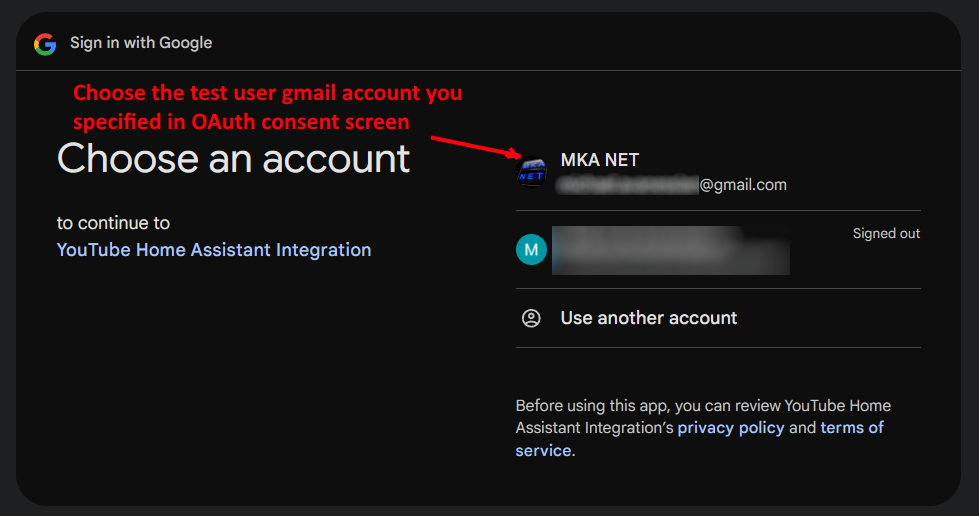 Sign in with Google
Choose the test user gmail account you
specified in OAuth consent screen
Choose an account
to continue to
YouTube Home Assistant Integration
MKA NET
@gmail.com
M
Signed out
Use another account
Before using this app, you can review YouTube Home
Assistant Integration's privacy policy and terms of
service.